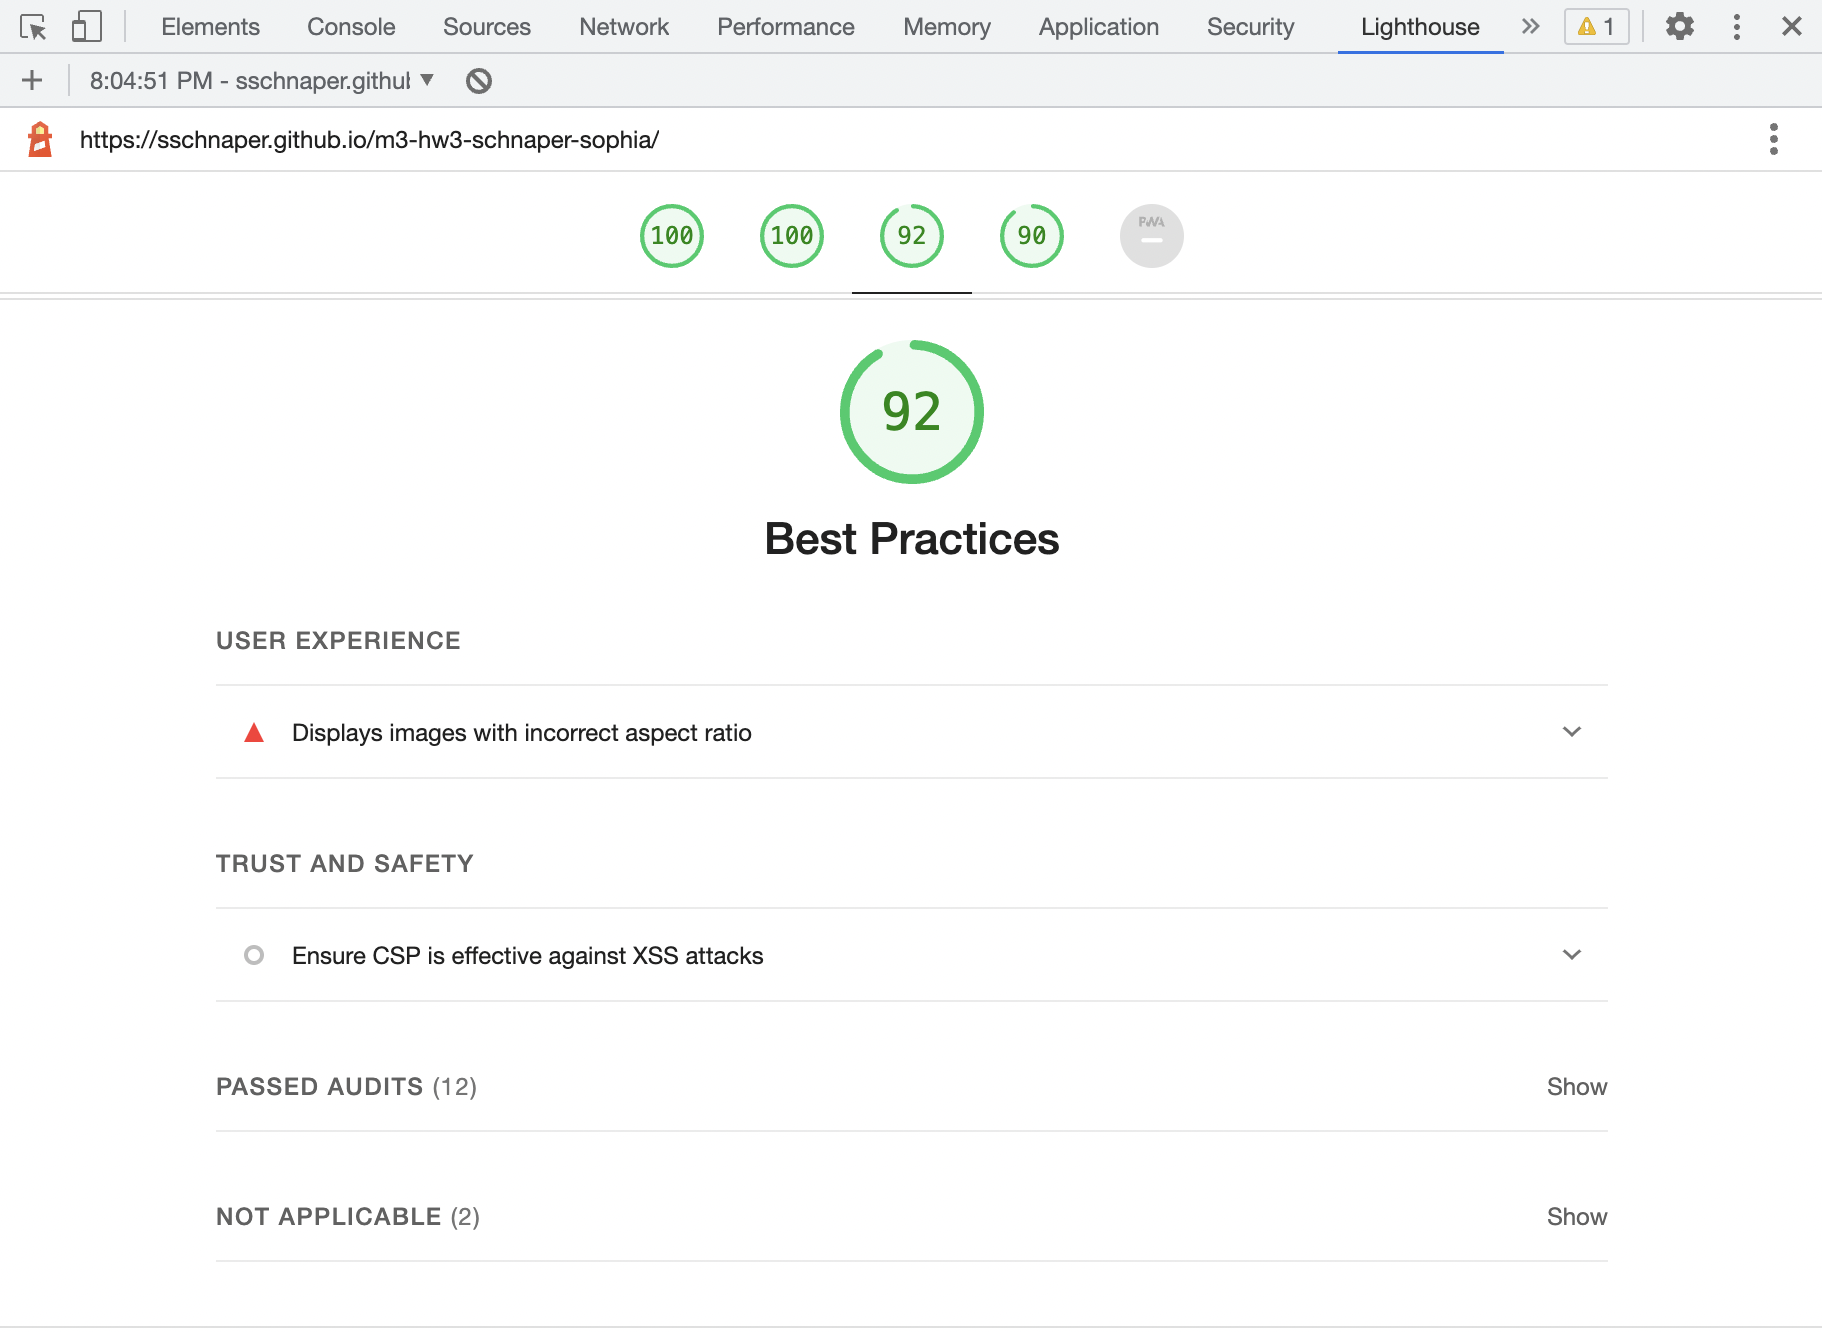 Elements Console Sources Network Performance Memory Application Security Lighthouse » 1
8:04:51 PM - sschnaper.githul
https://sschnaper.github.io/m3-hw3-schnaper-sophia/
100 100 92 90 PWA
92
Best Practices
USER EXPERIENCE
Displays images with incorrect aspect ratio
TRUST AND SAFETY
Ensure CSP is effective against XSS attacks
PASSED AUDITS (12) Show
NOT APPLICABLE (2) Show